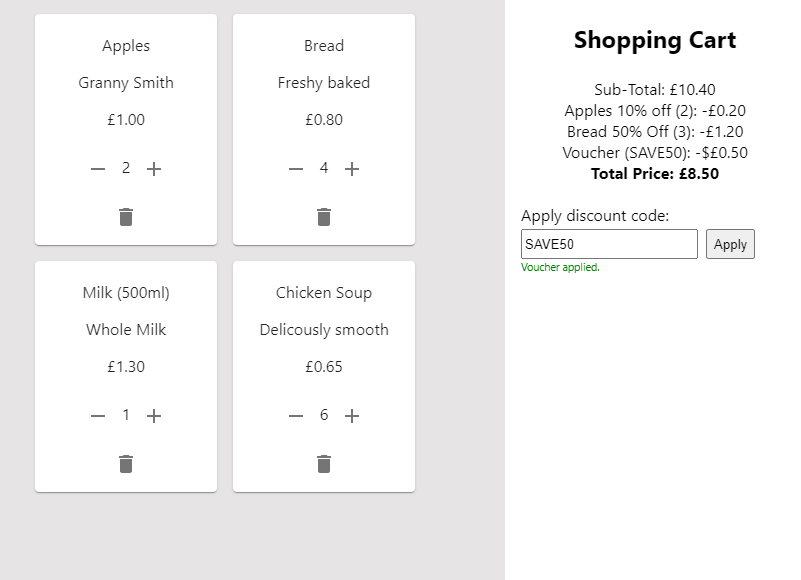 Apples
Granny Smith
£1.00
2
Bread
Freshy baked
£0.80
4
Milk (500ml)
Whole Milk
£1.30
1
Chicken Soup
Delicously smooth
£0.65
6
Shopping Cart
Sub-Total: £10.40
Apples 10% off (2): -£0.20
Bread 50% Off (3): -£1.20
Voucher (SAVE50): -$£0.50
Total Price: £8.50
Apply discount code:
SAVE50 Apply
Voucher applied.